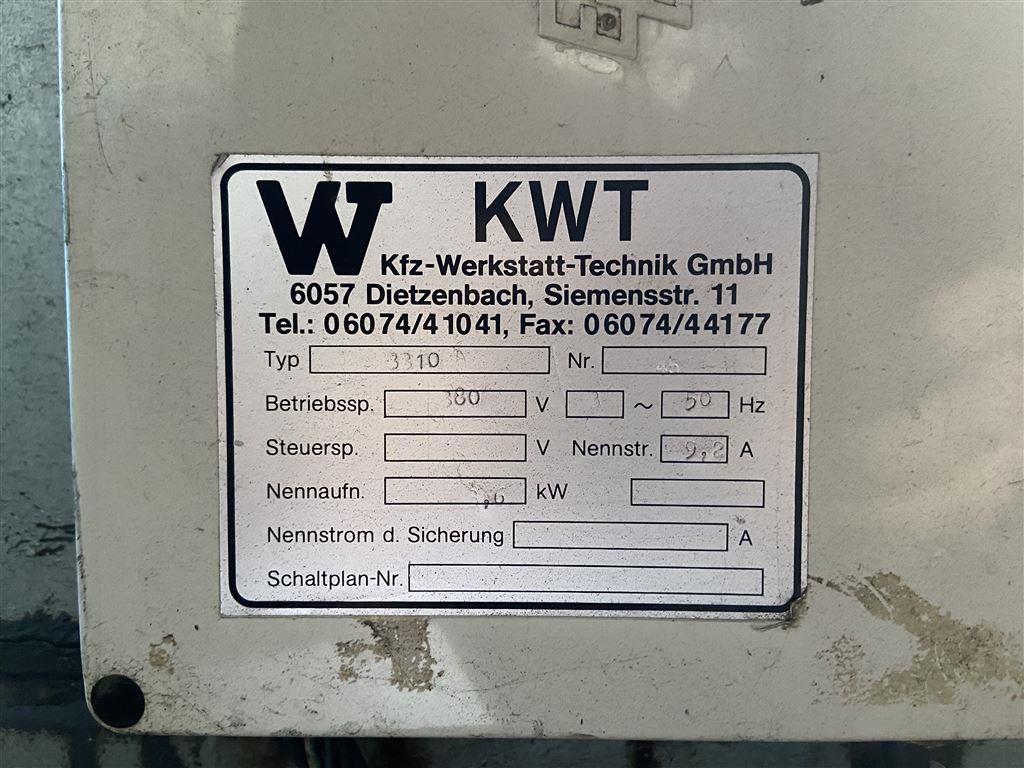 KWT
Kfz-Werkstatt-Technik GmbH
6057 Dietzenbach, Siemensstr. 11
Tel.: 06074/41041, Fax: 06074/44177
Typ 3310 A Nr.
Betriebssp. 380 V 3 ~ 50 Hz
Steuersp. V Nennstr. 9,2 A
Nennaufn. kW
Nennstrom d. Sicherung A
Schaltplan-Nr.